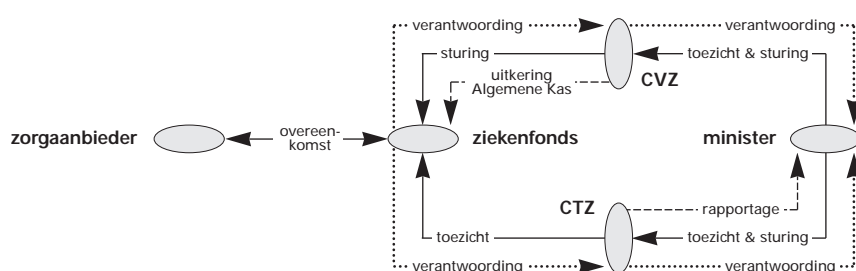 verantwoording
verantwoording
sturing
toezicht & sturing
uitkering
Algemene Kas
CVZ
zorgaanbieder
overeen-
komst
ziekenfonds
minister
CTZ
rapportage
toezicht
toezicht & sturing
verantwoording
verantwoording